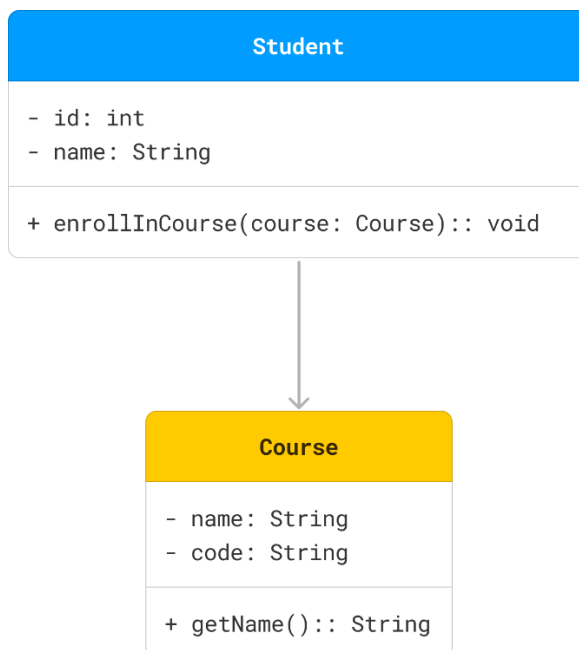 Student
- id: int
- name: String
+ enrollInCourse(course: Course):: void
Course
- name: String
- code: String
+ getName():: String